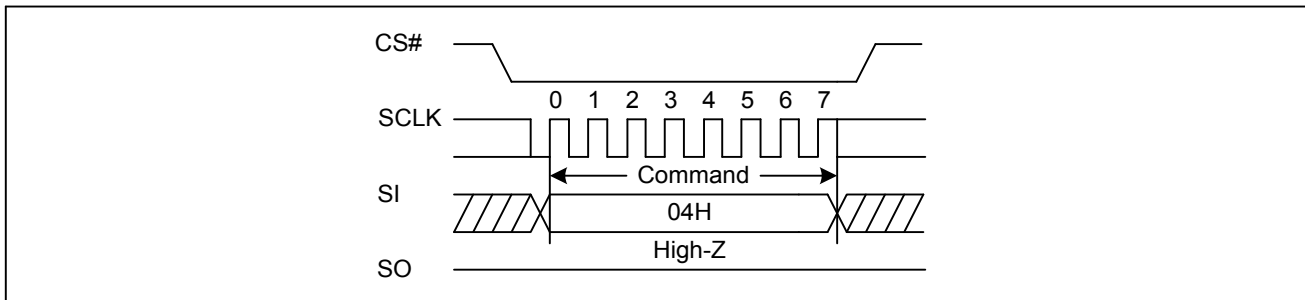 CS#
0 1 2 3 4 5 6 7
SCLK
Command
SI
04H
High-Z
SO